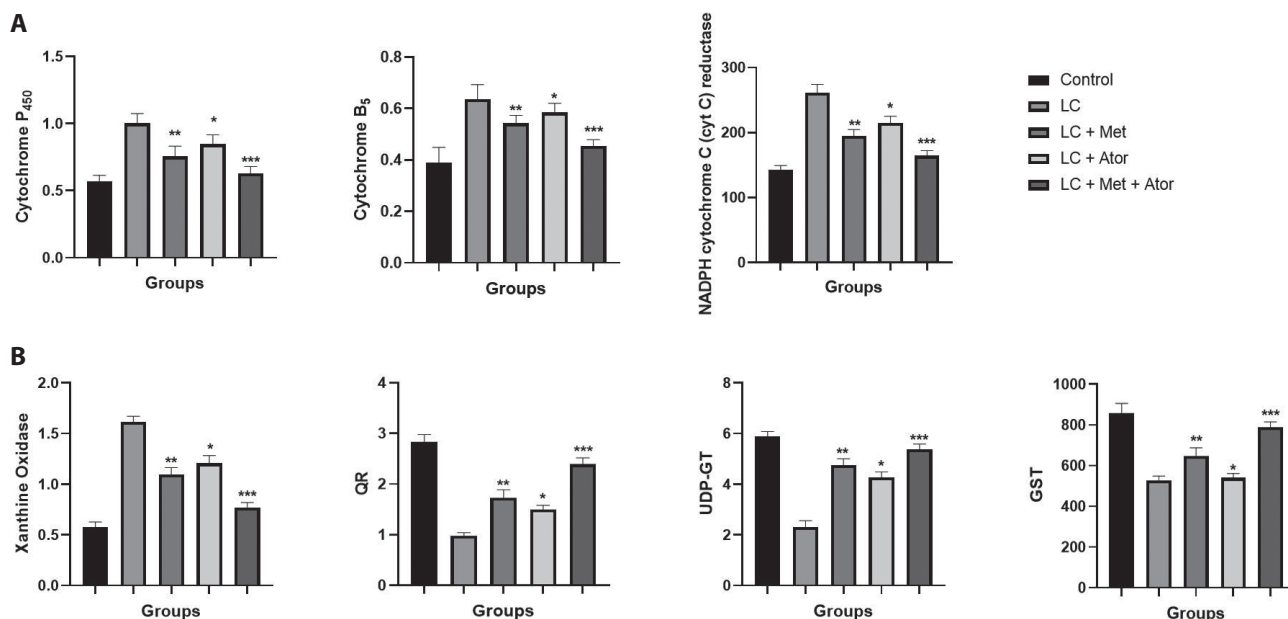 A
Cytochrome P450
1.5
1.0
0.5
0.0
**
*
***
Groups
Cytochrome B5
0.8
0.6
0.4
0.2
0.0
**
*
***
Groups
NADPH cytochrome C (cyt C) reductase
300
200
100
0
**
*
***
Groups
Control
LC
LC + Met
LC + Ator
LC + Met + Ator
B
Xanthine Oxidase
2.0
1.5
1.0
0.5
0.0
**
*
***
Groups
QR
4
3
2
1
0
**
*
***
Groups
UDP-GT
8
6
4
2
0
**
*
***
Groups
GST
1000
800
600
400
200
0
**
*
***
Groups